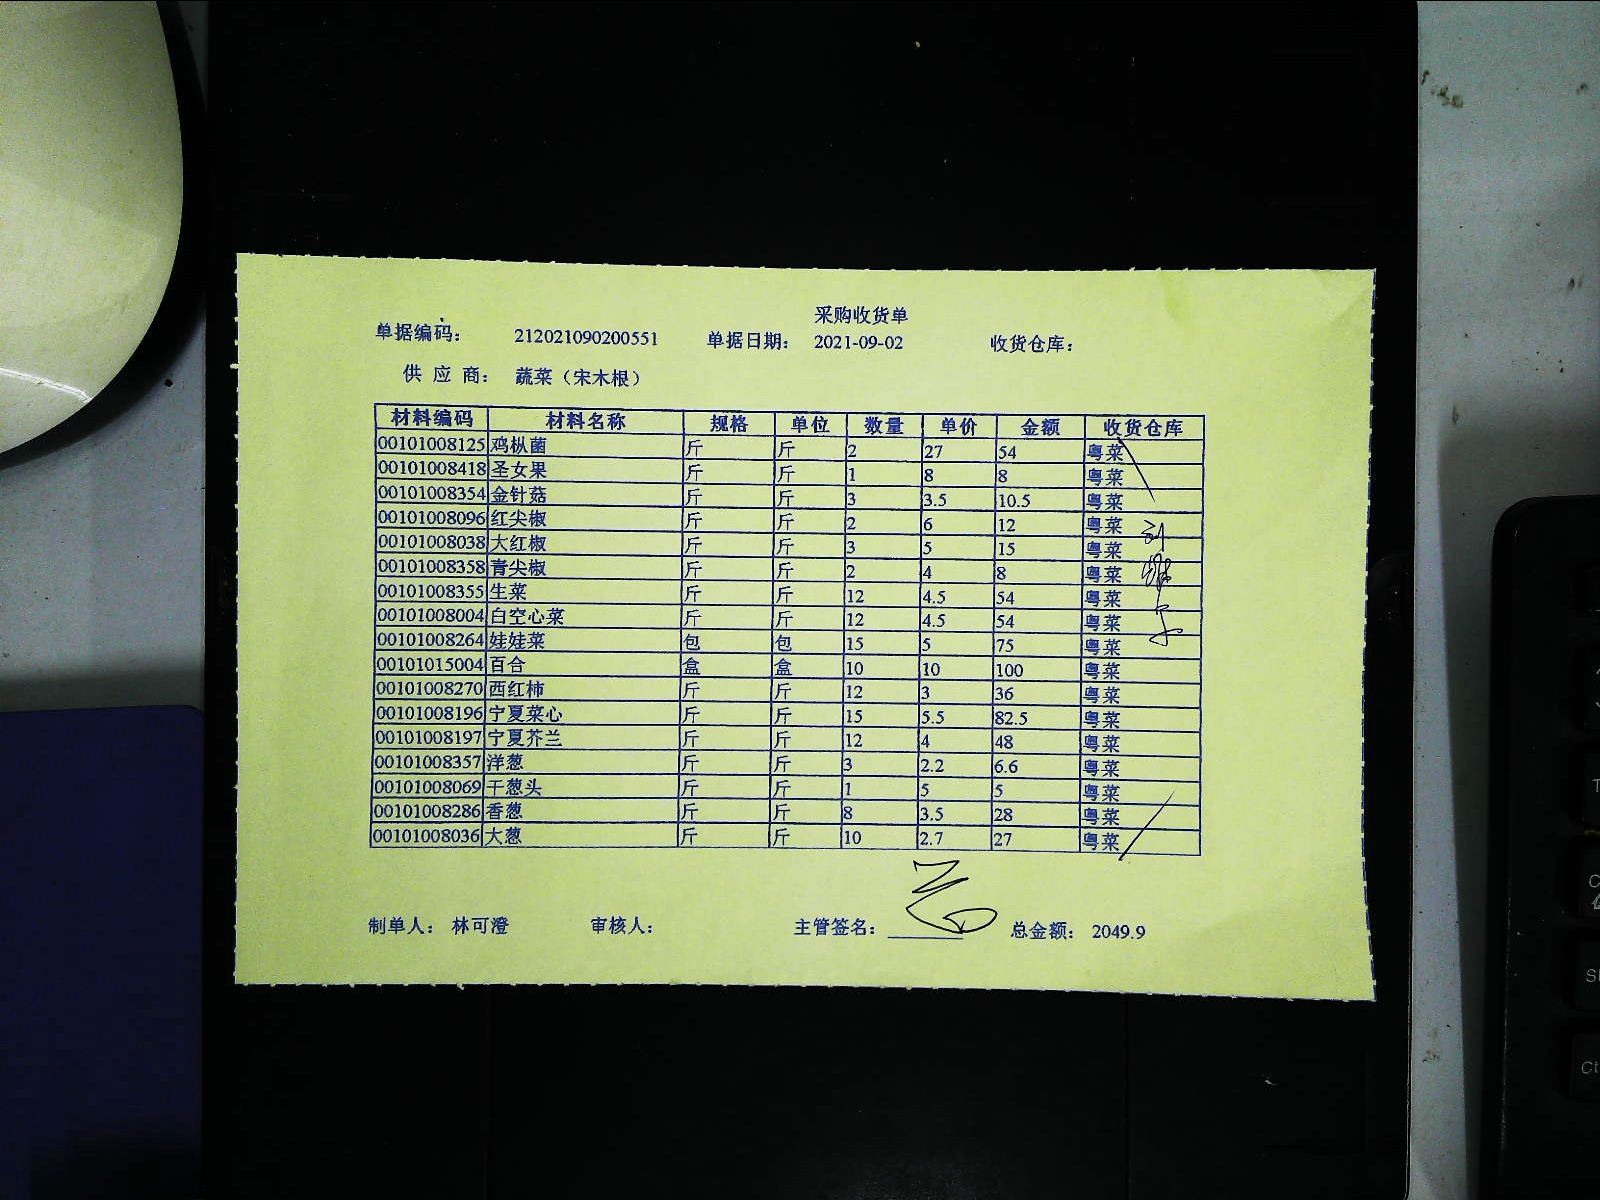 采购收货单
单据编码: 212021090200551 单据日期: 2021-09-02 收货仓库:
供 应 商: 蔬菜（宋木根）
材料编码 材料名称 规格 单位 数量 单价 金额 收货仓库
00101008125 鸡枞菌 斤 斤 2 27 54 粤菜
00101008418 圣女果 斤 斤 1 8 8 粤菜
00101008354 金针菇 斤 斤 3 3.5 10.5 粤菜
00101008096 红尖椒 斤 斤 2 6 12 粤菜
00101008038 大红椒 斤 斤 3 5 15 粤菜
00101008358 青尖椒 斤 斤 2 4 8 粤菜
00101008355 生菜 斤 斤 12 4.5 54 粤菜
00101008004 白空心菜 斤 斤 12 4.5 54 粤菜
00101008264 娃娃菜 包 包 15 5 75 粤菜
00101015004 百合 盒 盒 10 10 100 粤菜
00101008270 西红柿 斤 斤 12 3 36 粤菜
00101008196 宁夏菜心 斤 斤 15 5.5 82.5 粤菜
00101008197 宁夏芥兰 斤 斤 12 4 48 粤菜
00101008357 洋葱 斤 斤 3 2.2 6.6 粤菜
00101008069 干葱头 斤 斤 1 5 5 粤菜
00101008286 香葱 斤 斤 8 3.5 28 粤菜
00101008036 大葱 斤 斤 10 2.7 27 粤菜
制单人: 林可澄 审核人: 主管签名: 总金额: 2049.9